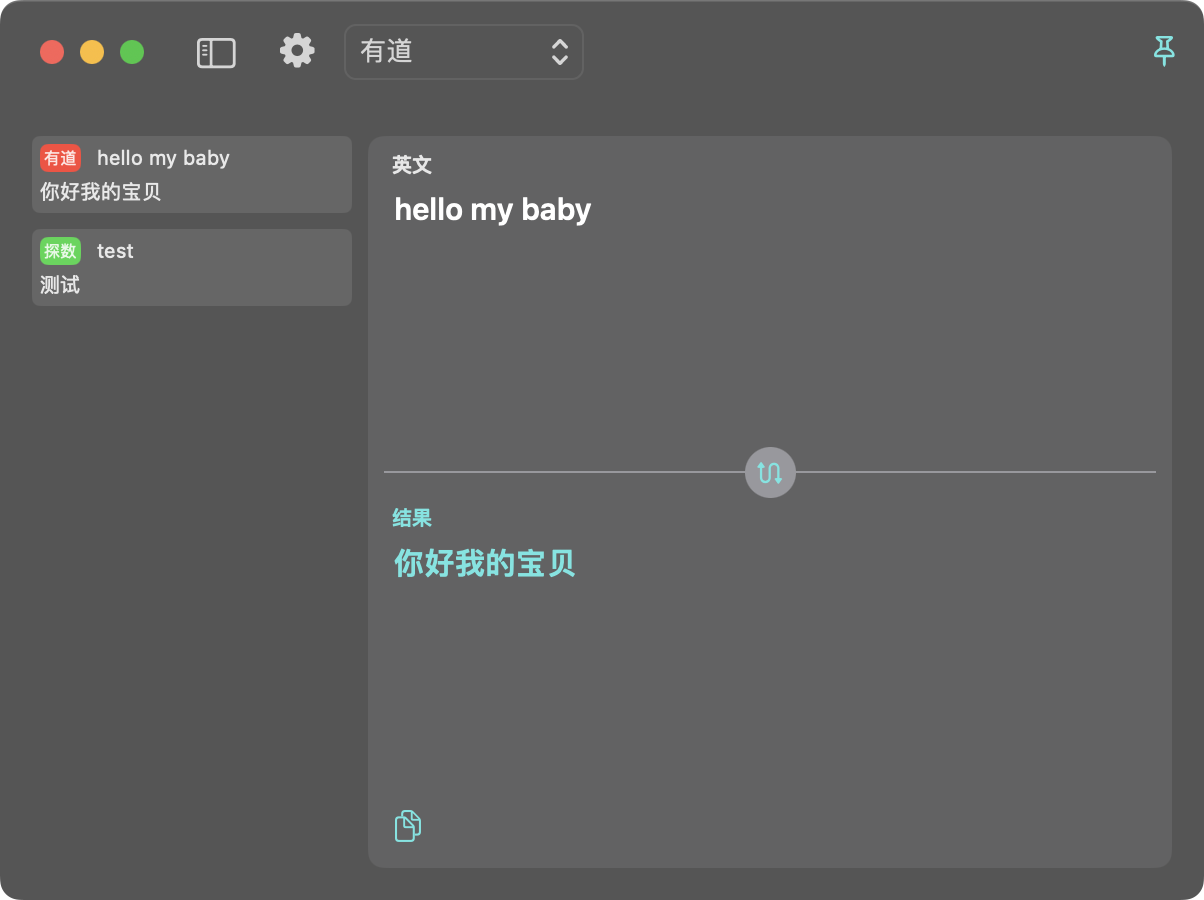 有道
有道 hello my baby
你好我的宝贝
探数 test
测试
英文
hello my baby
结果
你好我的宝贝